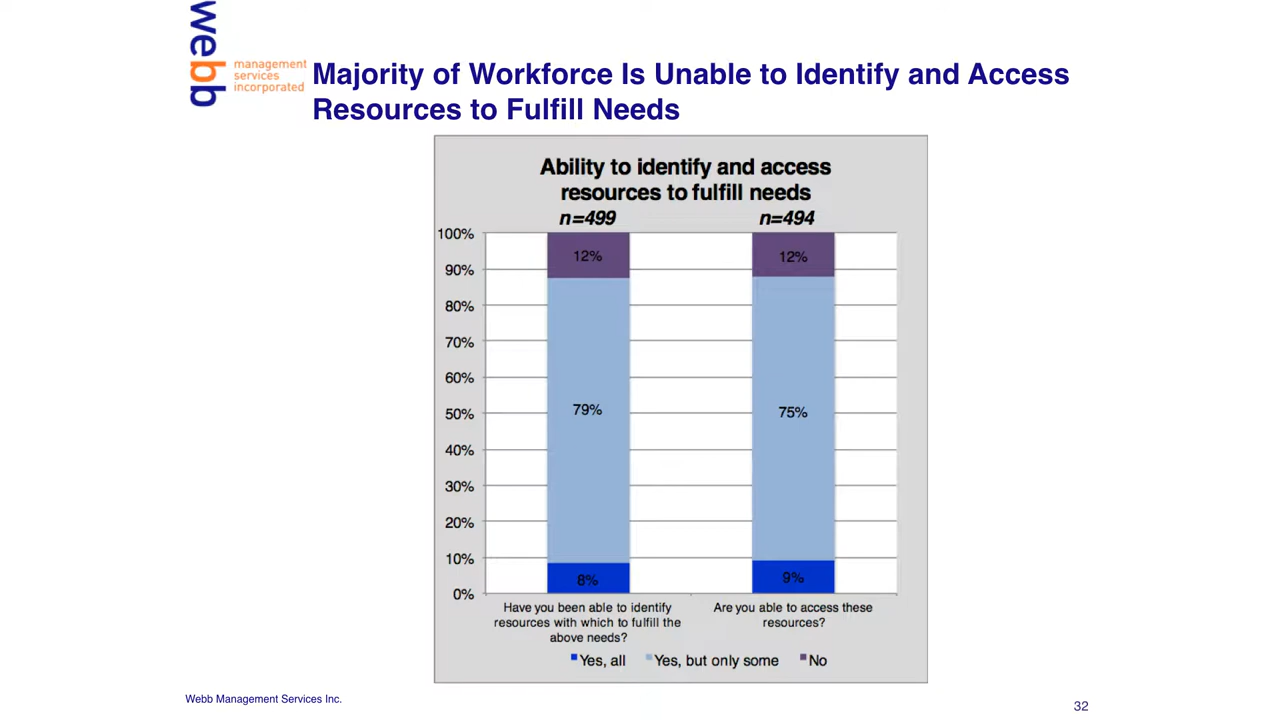 webb
management
services
incorporated
Majority of Workforce Is Unable to Identify and Access
Resources to Fulfill Needs
Ability to identify and access
resources to fulfill needs
n=499 n=494
100%
90%
80%
70%
60%
50%
40%
30%
20%
10%
0%
12% 12%
79% 75%
8% 9%
Have you been able to identify
resources with which to fulfill the
above needs?
Are you able to access these
resources?
Yes, all Yes, but only some No
Webb Management Services Inc.
32